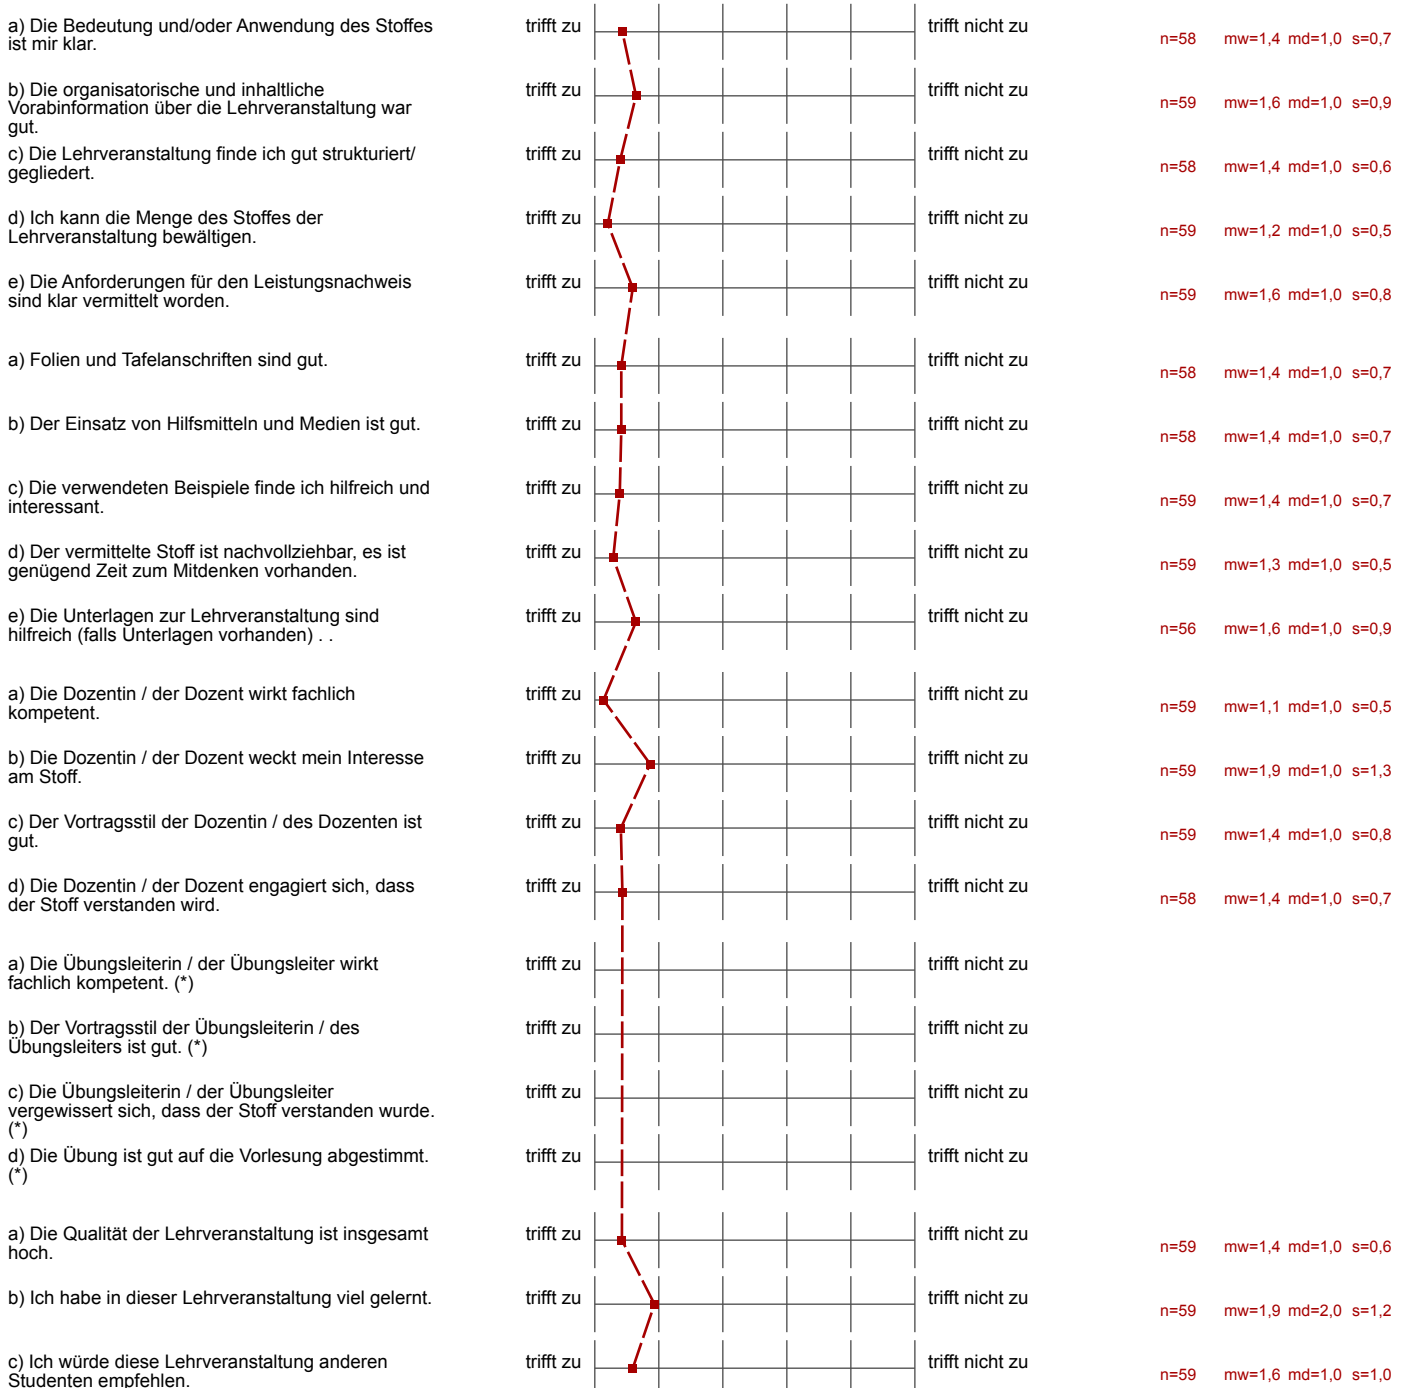 a) Die Bedeutung und/oder Anwendung des Stoffes
ist mir klar.
trifft zu
trifft nicht zu
n=58 mw=1,4 md=1,0 s=0,7
b) Die organisatorische und inhaltliche
Vorabinformation über die Lehrveranstaltung war
gut.
trifft zu
trifft nicht zu
n=59 mw=1,6 md=1,0 s=0,9
c) Die Lehrveranstaltung finde ich gut strukturiert/
gegliedert.
trifft zu
trifft nicht zu
n=58 mw=1,4 md=1,0 s=0,6
d) Ich kann die Menge des Stoffes der
Lehrveranstaltung bewältigen.
trifft zu
trifft nicht zu
n=59 mw=1,2 md=1,0 s=0,5
e) Die Anforderungen für den Leistungsnachweis
sind klar vermittelt worden.
trifft zu
trifft nicht zu
n=59 mw=1,6 md=1,0 s=0,8
a) Folien und Tafelanschriften sind gut.
trifft zu
trifft nicht zu
n=58 mw=1,4 md=1,0 s=0,7
b) Der Einsatz von Hilfsmitteln und Medien ist gut.
trifft zu
trifft nicht zu
n=58 mw=1,4 md=1,0 s=0,7
c) Die verwendeten Beispiele finde ich hilfreich und
interessant.
trifft zu
trifft nicht zu
n=59 mw=1,4 md=1,0 s=0,7
d) Der vermittelte Stoff ist nachvollziehbar, es ist
genügend Zeit zum Mitdenken vorhanden.
trifft zu
trifft nicht zu
n=59 mw=1,3 md=1,0 s=0,5
e) Die Unterlagen zur Lehrveranstaltung sind
hilfreich (falls Unterlagen vorhanden) . .
trifft zu
trifft nicht zu
n=56 mw=1,6 md=1,0 s=0,9
a) Die Dozentin / der Dozent wirkt fachlich
kompetent.
trifft zu
trifft nicht zu
n=59 mw=1,1 md=1,0 s=0,5
b) Die Dozentin / der Dozent weckt mein Interesse
am Stoff.
trifft zu
trifft nicht zu
n=59 mw=1,9 md=1,0 s=1,3
c) Der Vortragsstil der Dozentin / des Dozenten ist
gut.
trifft zu
trifft nicht zu
n=59 mw=1,4 md=1,0 s=0,8
d) Die Dozentin / der Dozent engagiert sich, dass
der Stoff verstanden wird.
trifft zu
trifft nicht zu
n=58 mw=1,4 md=1,0 s=0,7
a) Die Übungsleiterin / der Übungsleiter wirkt
fachlich kompetent. (*)
trifft zu
trifft nicht zu
b) Der Vortragsstil der Übungsleiterin / des
Übungsleiters ist gut. (*)
trifft zu
trifft nicht zu
c) Die Übungsleiterin / der Übungsleiter
vergewissert sich, dass der Stoff verstanden wurde.
(*)
trifft zu
trifft nicht zu
d) Die Übung ist gut auf die Vorlesung abgestimmt.
(*)
trifft zu
trifft nicht zu
a) Die Qualität der Lehrveranstaltung ist insgesamt
hoch.
trifft zu
trifft nicht zu
n=59 mw=1,4 md=1,0 s=0,6
b) Ich habe in dieser Lehrveranstaltung viel gelernt.
trifft zu
trifft nicht zu
n=59 mw=1,9 md=2,0 s=1,2
c) Ich würde diese Lehrveranstaltung anderen
Studenten empfehlen.
trifft zu
trifft nicht zu
n=59 mw=1,6 md=1,0 s=1,0